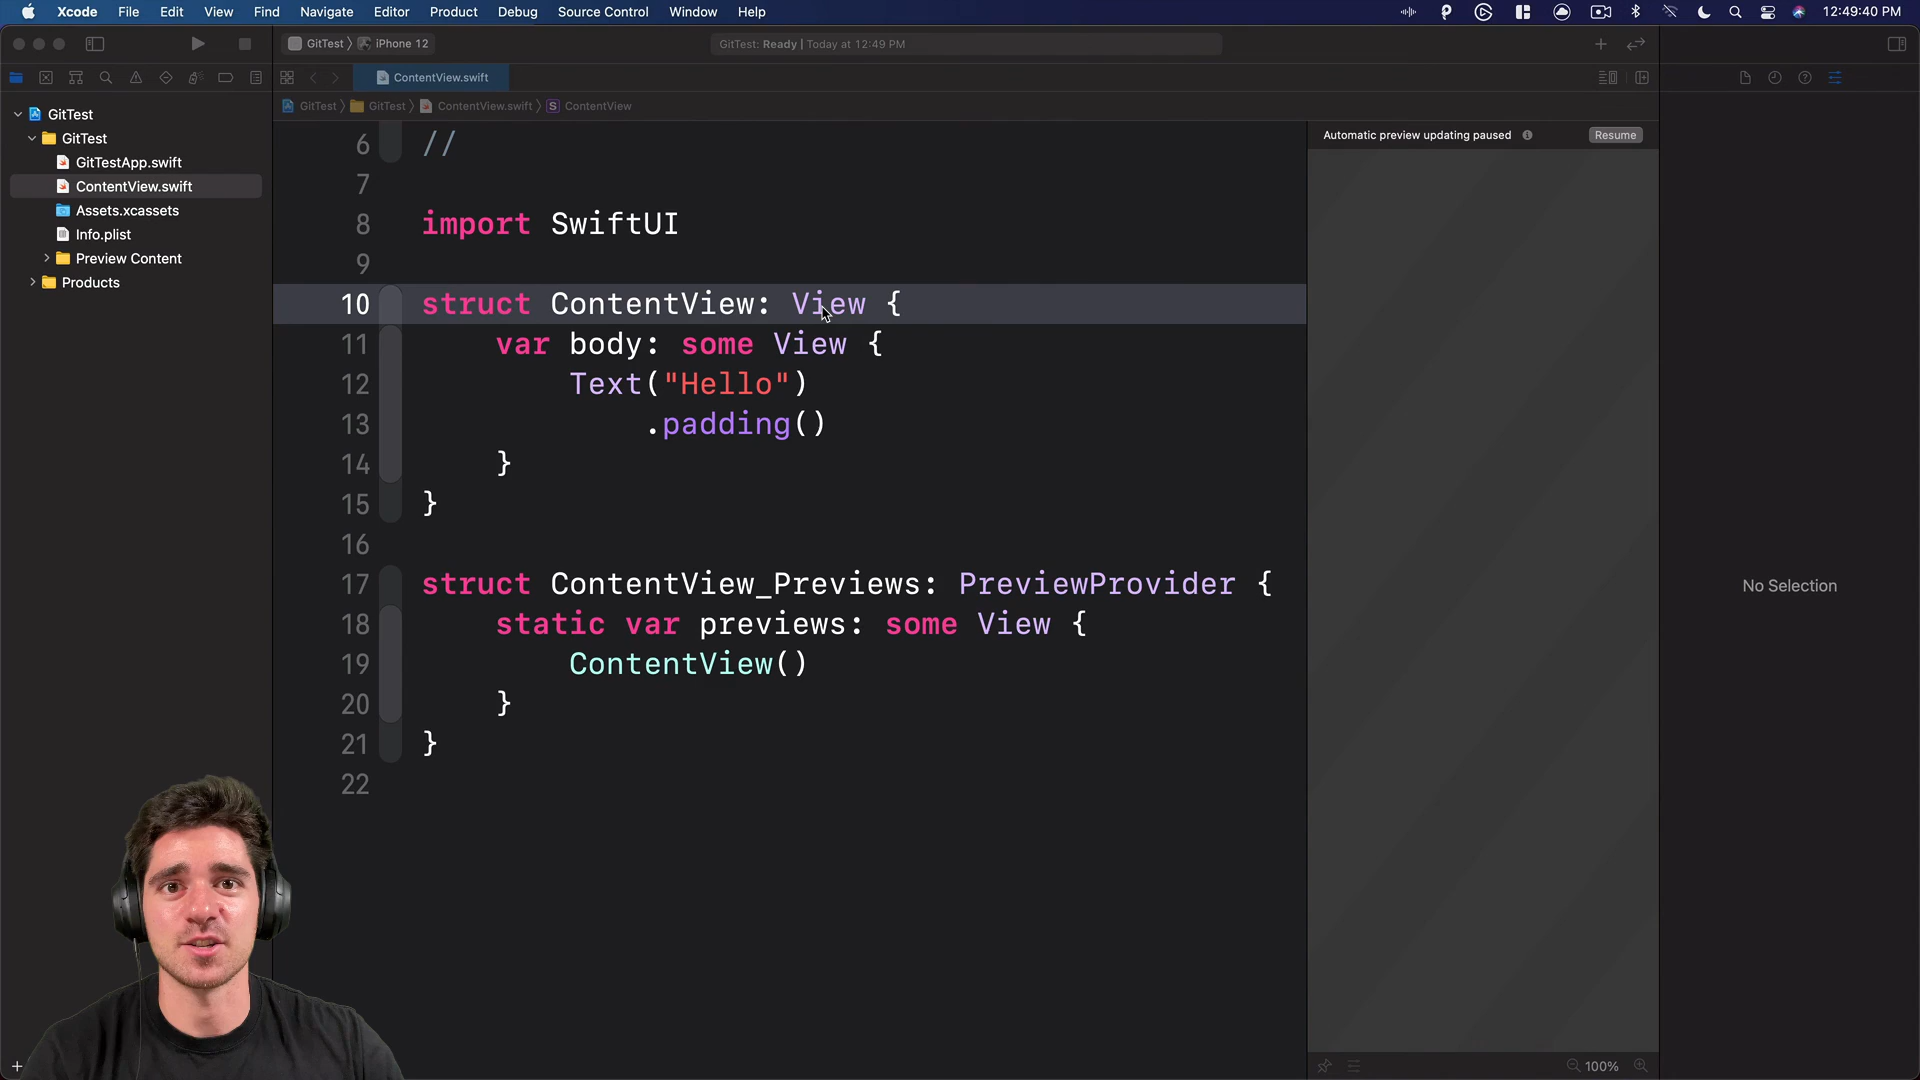 Xcode File Edit View Find Navigate Editor Product Debug Source Control Window Help 12:49:40 PM
GitTest iPhone 12 GitTest: Ready | Today at 12:49 PM
ContentView.swift
GitTest GitTest ContentView.swift S ContentView
GitTest
GitTest
GitTestApp.swift
ContentView.swift
Assets.xcassets
Info.plist
Preview Content
Products
6 //
7
8 import SwiftUI
9
10 struct ContentView: View {
11 var body: some View {
12 Text("Hello")
13 .padding()
14 }
15 }
16
17 struct ContentView_Previews: PreviewProvider {
18 static var previews: some View {
19 ContentView()
20 }
21 }
22
Automatic preview updating paused Resume
No Selection
100%